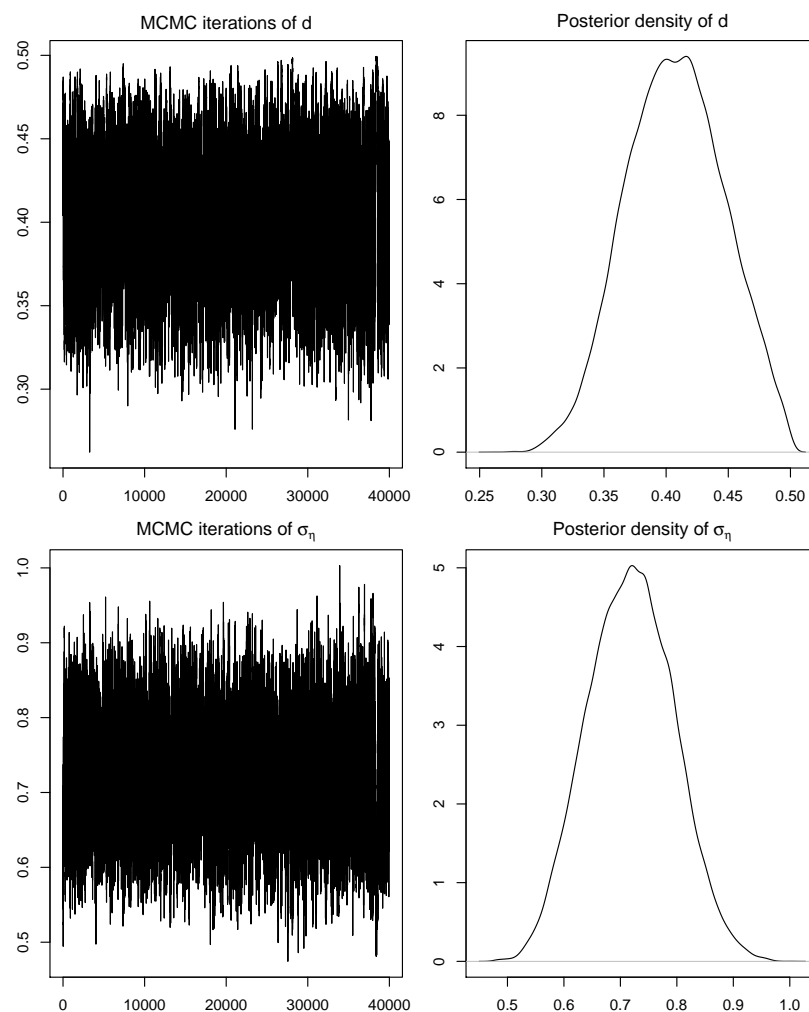 MCMC iterations of d
0.50
0.45
0.40
0.35
0.30
0 10000 20000 30000 40000
Posterior density of d
8
6
4
2
0
0.25 0.30 0.35 0.40 0.45 0.50
MCMC iterations of ση
1.0
0.9
0.8
0.7
0.6
0.5
0 10000 20000 30000 40000
Posterior density of ση
5
4
3
2
1
0
0.5 0.6 0.7 0.8 0.9 1.0